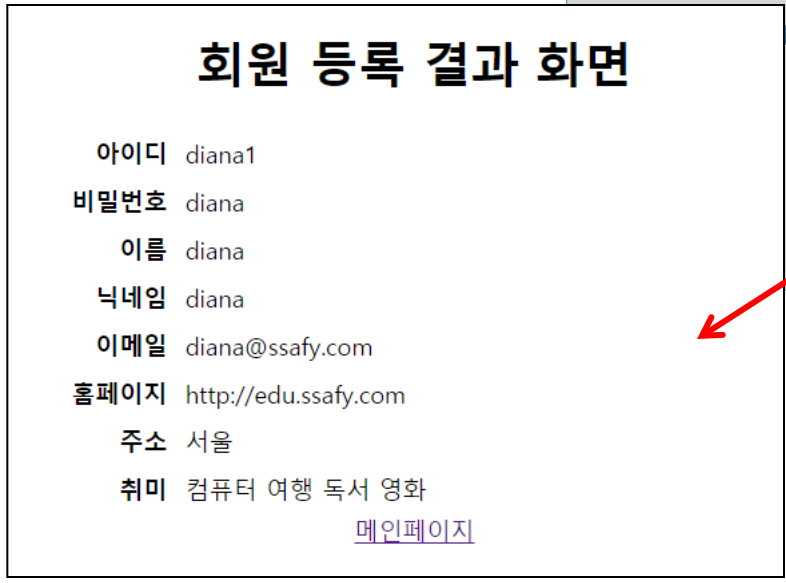 회원 등록 결과 화면
아이디 diana1
비밀번호 diana
이름 diana
닉네임 diana
이메일 diana@ssafy.com
홈페이지 http://edu.ssafy.com
주소 서울
취미 컴퓨터 여행 독서 영화
메인페이지